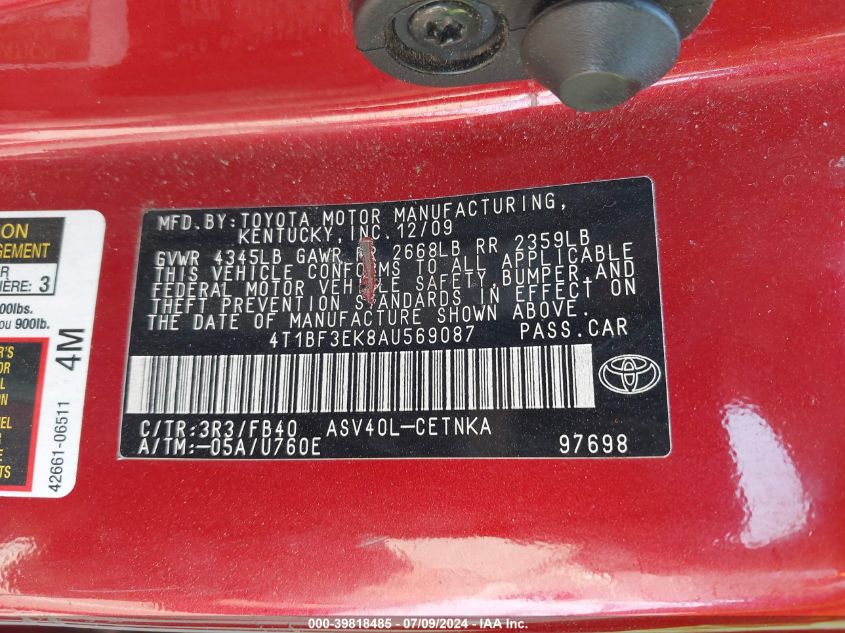 MFD. BY: TOYOTA MOTOR MANUFACTURING,
KENTUCKY, INC. 12/09
GVWR 4345LB GAWR 2668LB RR 2359LB
THIS VEHICLE CONFORMS TO ALL APPLICABLE
FEDERAL MOTOR VEHICLE SAFETY, BUMPER, AND
THEFT PREVENTION STANDARDS IN EFFECT ON
THE DATE OF MANUFACTURE SHOWN ABOVE.
4T1BF3EK8AU569087 PASS. CAR
C/TR: 3R3/FB40 ASV40L-CETNKA
A/TM: -05A/U760E 97698
3
900lb.
4M
42661-06511
000-39818485 - 07/09/2024 - IAA Inc.